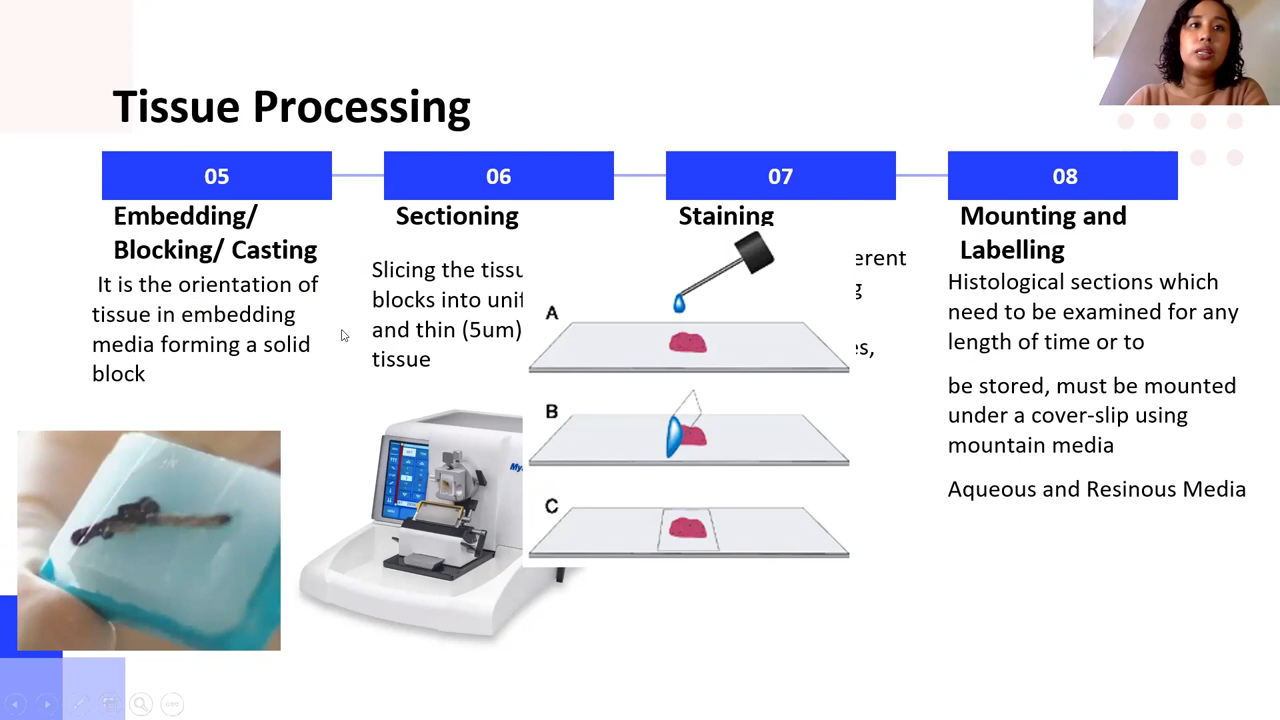 Tissue Processing
05
Embedding/
Blocking/ Casting
It is the orientation of
tissue in embedding
media forming a solid
block
06
Sectioning
Slicing the tissu
blocks into unif
and thin (5um)
tissue
My
07
Staining
erent
g
es,
A
B
C
08
Mounting and
Labelling
Histological sections which
need to be examined for any
length of time or to
be stored, must be mounted
under a cover-slip using
mountain media
Aqueous and Resinous Media